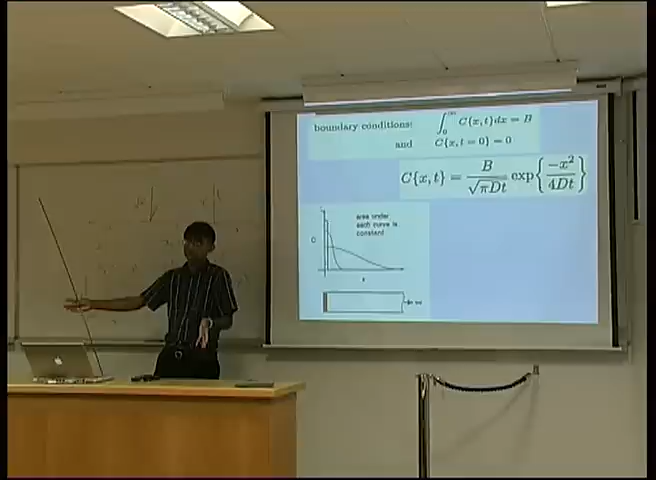 boundary conditions: ∫₀^∞ C{x,t}dx = B
and C{x,t=0} = 0
C{x,t} = B/√(πDt) exp{−x²/4Dt}
area under
each curve is
constant
C
x